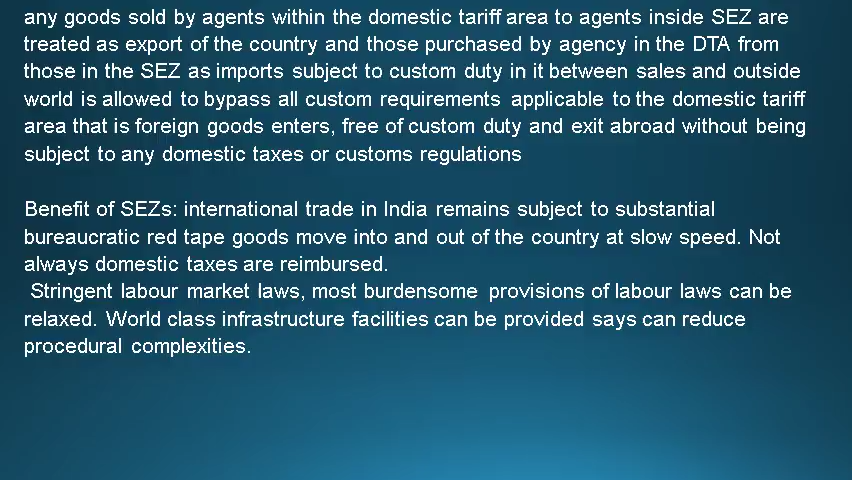 any goods sold by agents within the domestic tariff area to agents inside SEZ are
treated as export of the country and those purchased by agency in the DTA from
those in the SEZ as imports subject to custom duty in it between sales and outside
world is allowed to bypass all custom requirements applicable to the domestic tariff
area that is foreign goods enters, free of custom duty and exit abroad without being
subject to any domestic taxes or customs regulations
Benefit of SEZs: international trade in India remains subject to substantial
bureaucratic red tape goods move into and out of the country at slow speed. Not
always domestic taxes are reimbursed.
Stringent labour market laws, most burdensome provisions of labour laws can be
relaxed. World class infrastructure facilities can be provided says can reduce
procedural complexities.